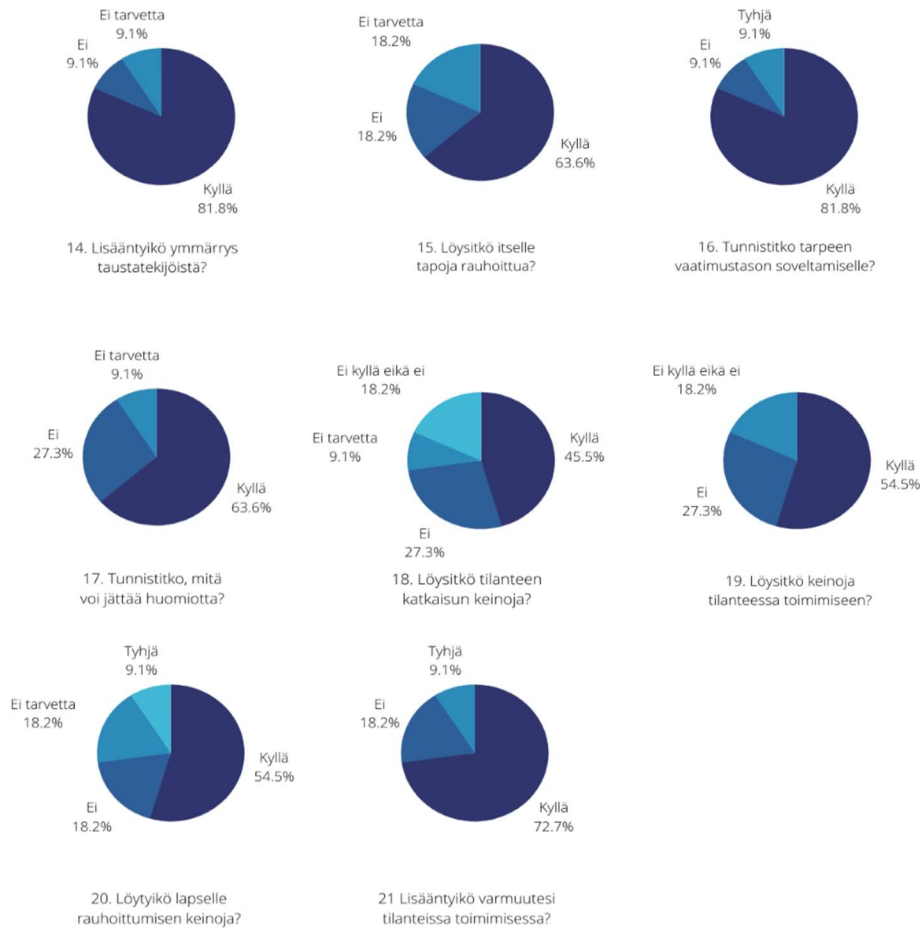 Ei tarvetta
9.1%
Ei
9.1%
Kyllä
81.8%
14. Lisääntyikö ymmärrys
taustatekijöistä?
Ei tarvetta
18.2%
Ei
18.2%
Kyllä
63.6%
15. Löysitkö itselle
tapoja rauhoittua?
Tyhjä
9.1%
Ei
9.1%
Kyllä
81.8%
16. Tunnistitko tarpeen
vaatimustason soveltamiselle?
Ei tarvetta
9.1%
Ei
27.3%
Kyllä
63.6%
17. Tunnistitko, mitä
voi jättää huomiotta?
Ei kyllä eikä ei
18.2%
Ei tarvetta
9.1%
Kyllä
45.5%
Ei
27.3%
18. Löysitkö tilanteen
katkaisun keinoja?
Ei kyllä eikä ei
18.2%
Kyllä
54.5%
Ei
27.3%
19. Löysitkö keinoja
tilanteessa toimimiseen?
Tyhjä
9.1%
Ei tarvetta
18.2%
Kyllä
54.5%
Ei
18.2%
20. Löytyikö lapselle
rauhoittumisen keinoja?
Tyhjä
9.1%
Ei
18.2%
Kyllä
72.7%
21 Lisääntyikö varmuutesi
tilanteissa toimimisessa?